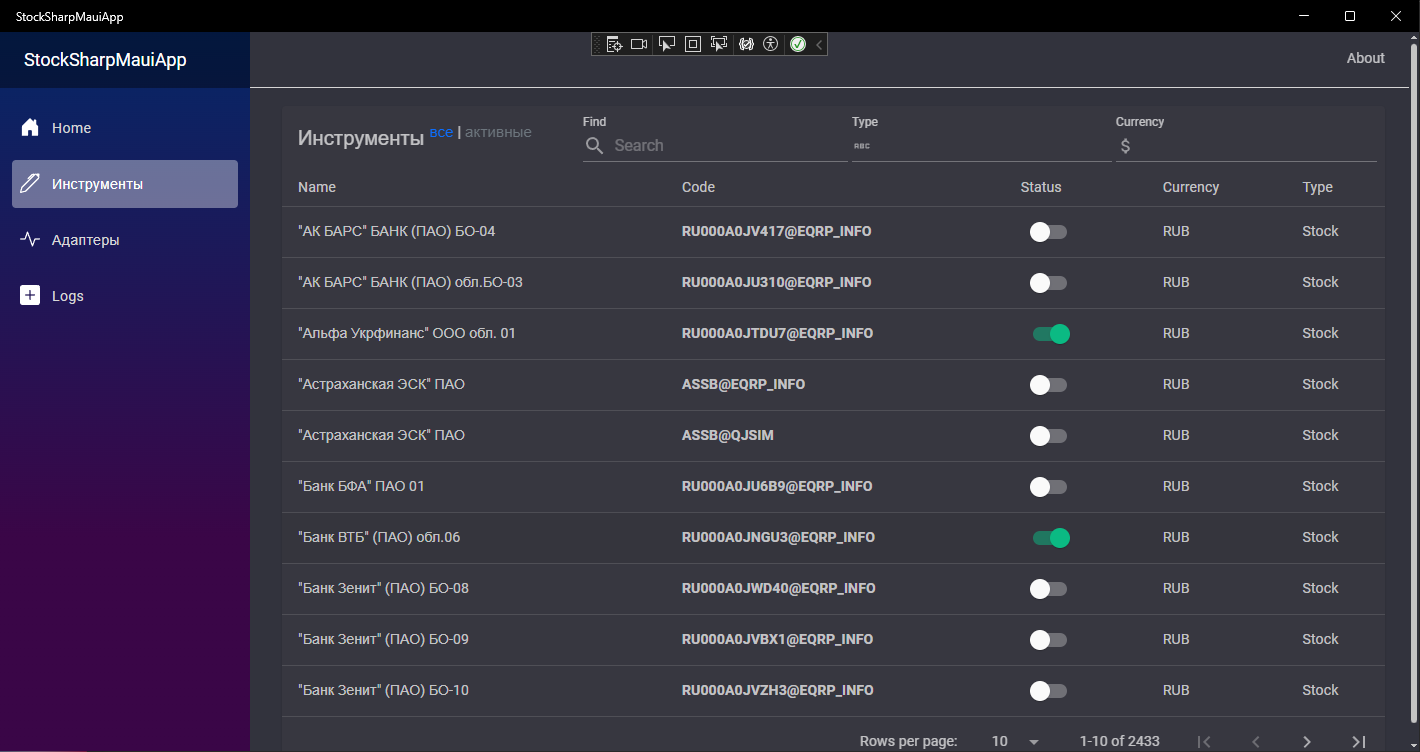 StockSharpMauiApp
StockSharpMauiApp
About
Home
Инструменты
Адаптеры
Logs
Инструменты все | активные
Find
Search
Type
ABC
Currency
$
Name Code Status Currency Type
"АК БАРС" БАНК (ПАО) БО-04 RU000A0JV417@EQRP_INFO RUB Stock
"АК БАРС" БАНК (ПАО) обл.БО-03 RU000A0JU310@EQRP_INFO RUB Stock
"Альфа Укрфинанс" ООО обл. 01 RU000A0JTDU7@EQRP_INFO RUB Stock
"Астраханская ЭСК" ПАО ASSB@EQRP_INFO RUB Stock
"Астраханская ЭСК" ПАО ASSB@QJSIM RUB Stock
"Банк БФА" ПАО 01 RU000A0JU6B9@EQRP_INFO RUB Stock
"Банк ВТБ" (ПАО) обл.06 RU000A0JNGU3@EQRP_INFO RUB Stock
"Банк Зенит" (ПАО) БО-08 RU000A0JWD40@EQRP_INFO RUB Stock
"Банк Зенит" (ПАО) БО-09 RU000A0JVBX1@EQRP_INFO RUB Stock
"Банк Зенит" (ПАО) БО-10 RU000A0JVZH3@EQRP_INFO RUB Stock
Rows per page: 10 1-10 of 2433